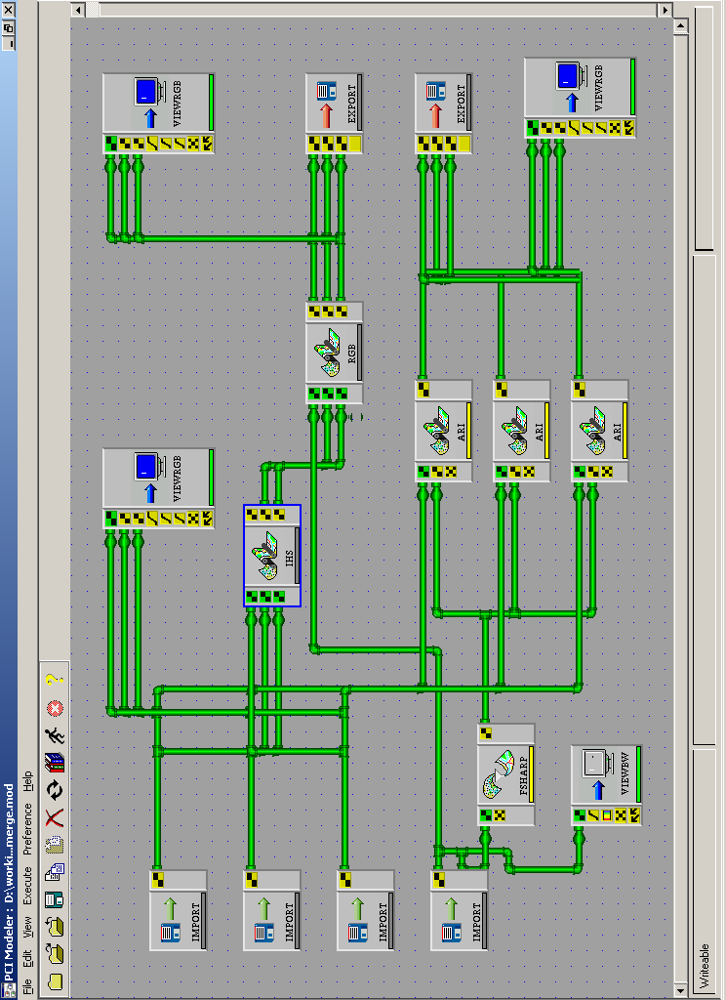 PCI Modeler : D:\worki...merge.mod
File Edit View Execute Preference Help
VIEWRGB VIEWRGB
IMPORT
IMPORT IHS
RGB EXPORT
IMPORT
ARI EXPORT
IMPORT
FSHARP ARI
VIEWRGB
VIEWBW ARI
Writeable